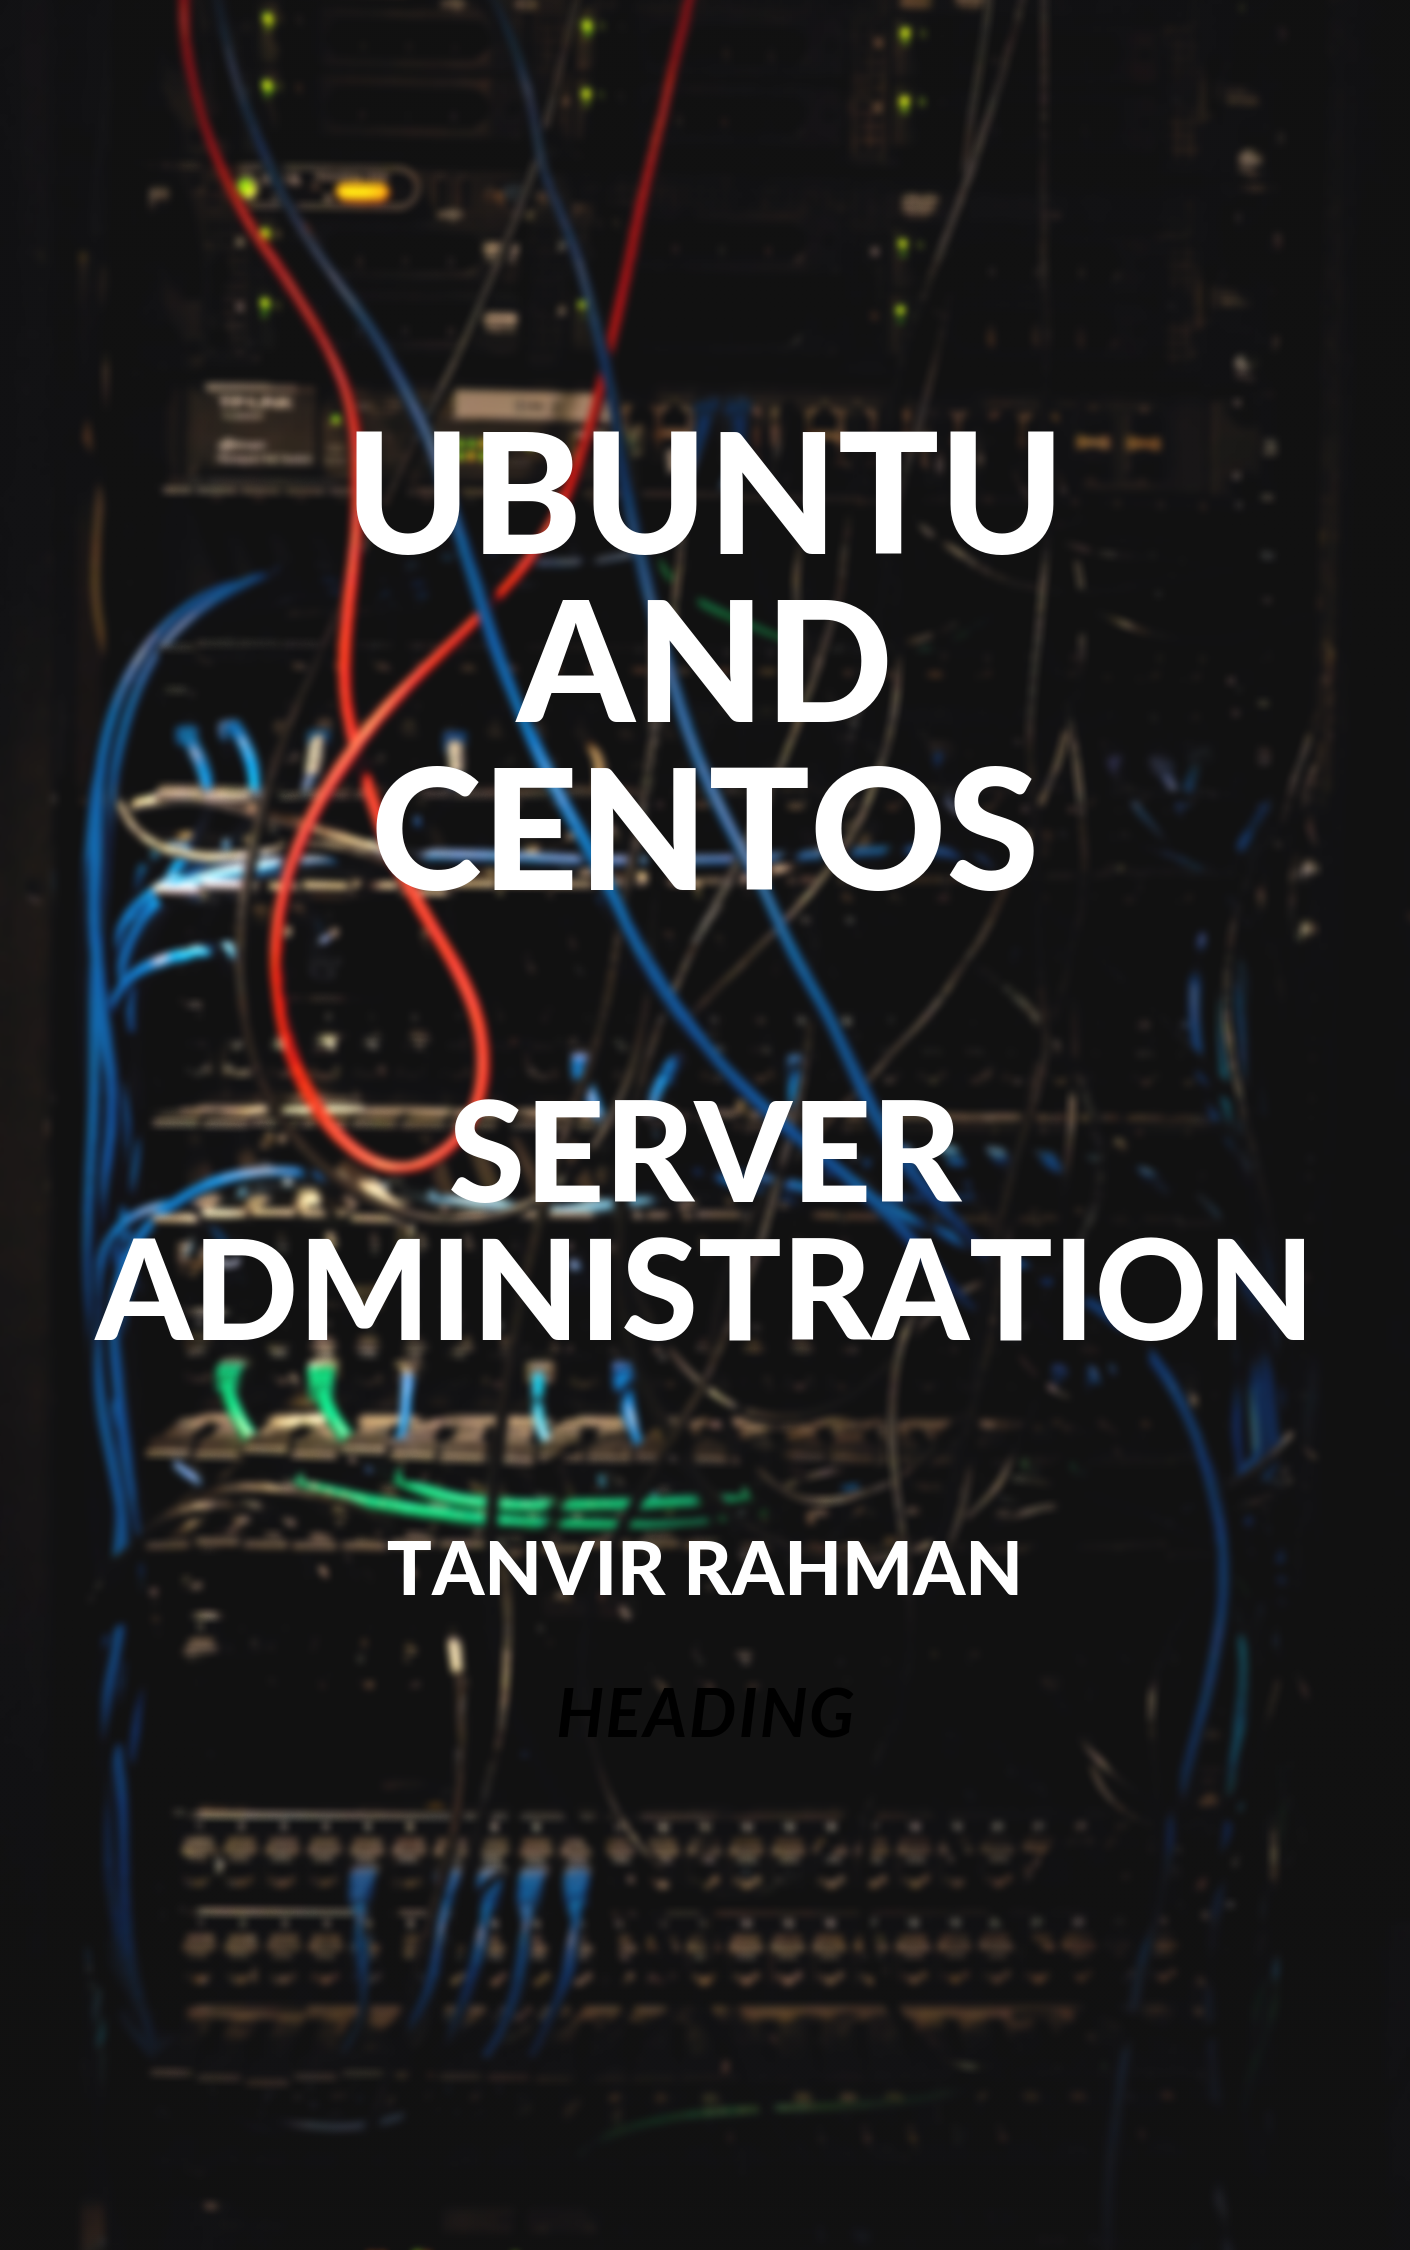 UBUNTU
AND
CENTOS
SERVER
ADMINISTRATION
TANVIR RAHMAN
HEADING